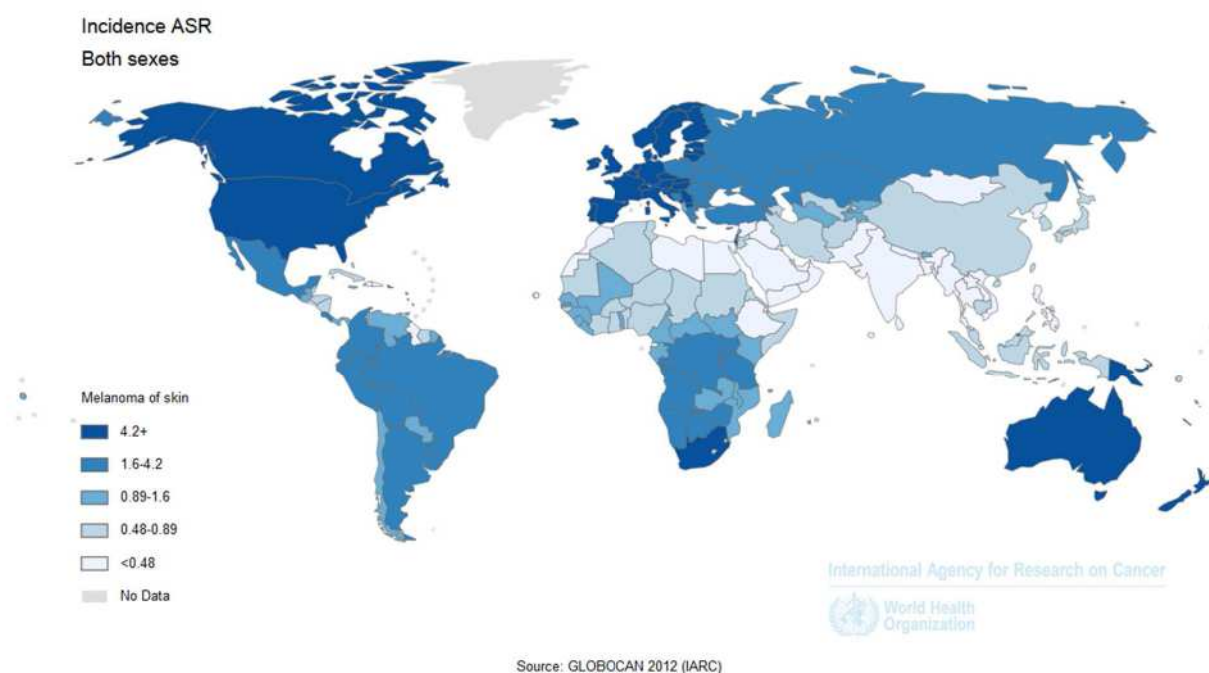 Incidence ASR
Both sexes
Melanoma of skin
4.2+
1.6-4.2
0.89-1.6
0.48-0.89
<0.48
No Data
International Agency for Research on Cancer
World Health
Organization
Source: GLOBOCAN 2012 (IARC)